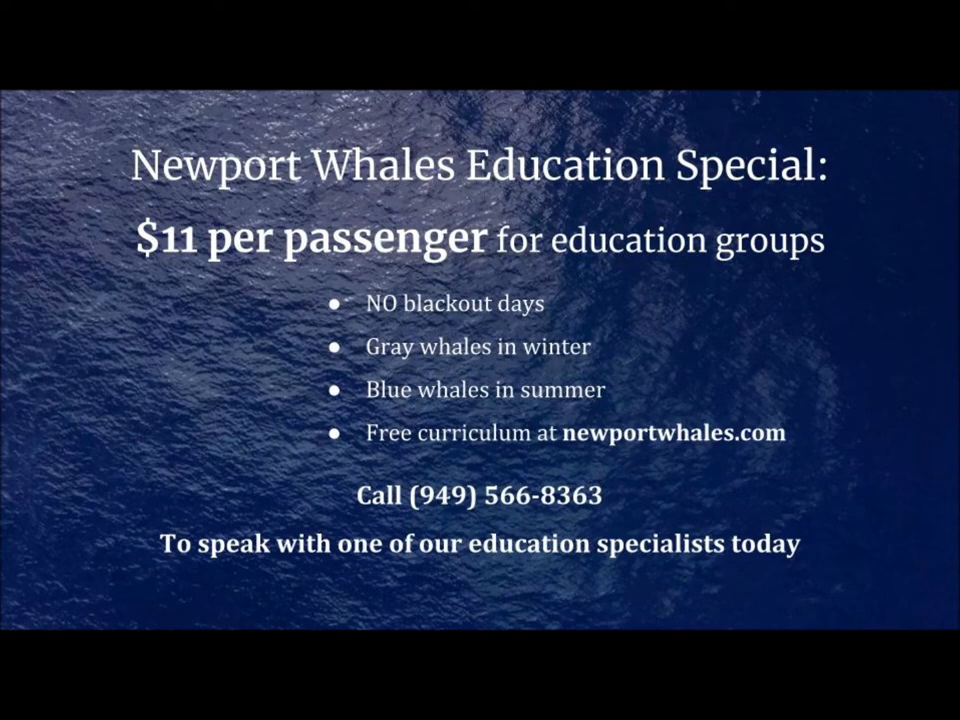 Newport Whales Education Special:
$11 per passenger for education groups
● NO blackout days
● Gray whales in winter
● Blue whales in summer
● Free curriculum at newportwhales.com
Call (949) 566-8363
To speak with one of our education specialists today